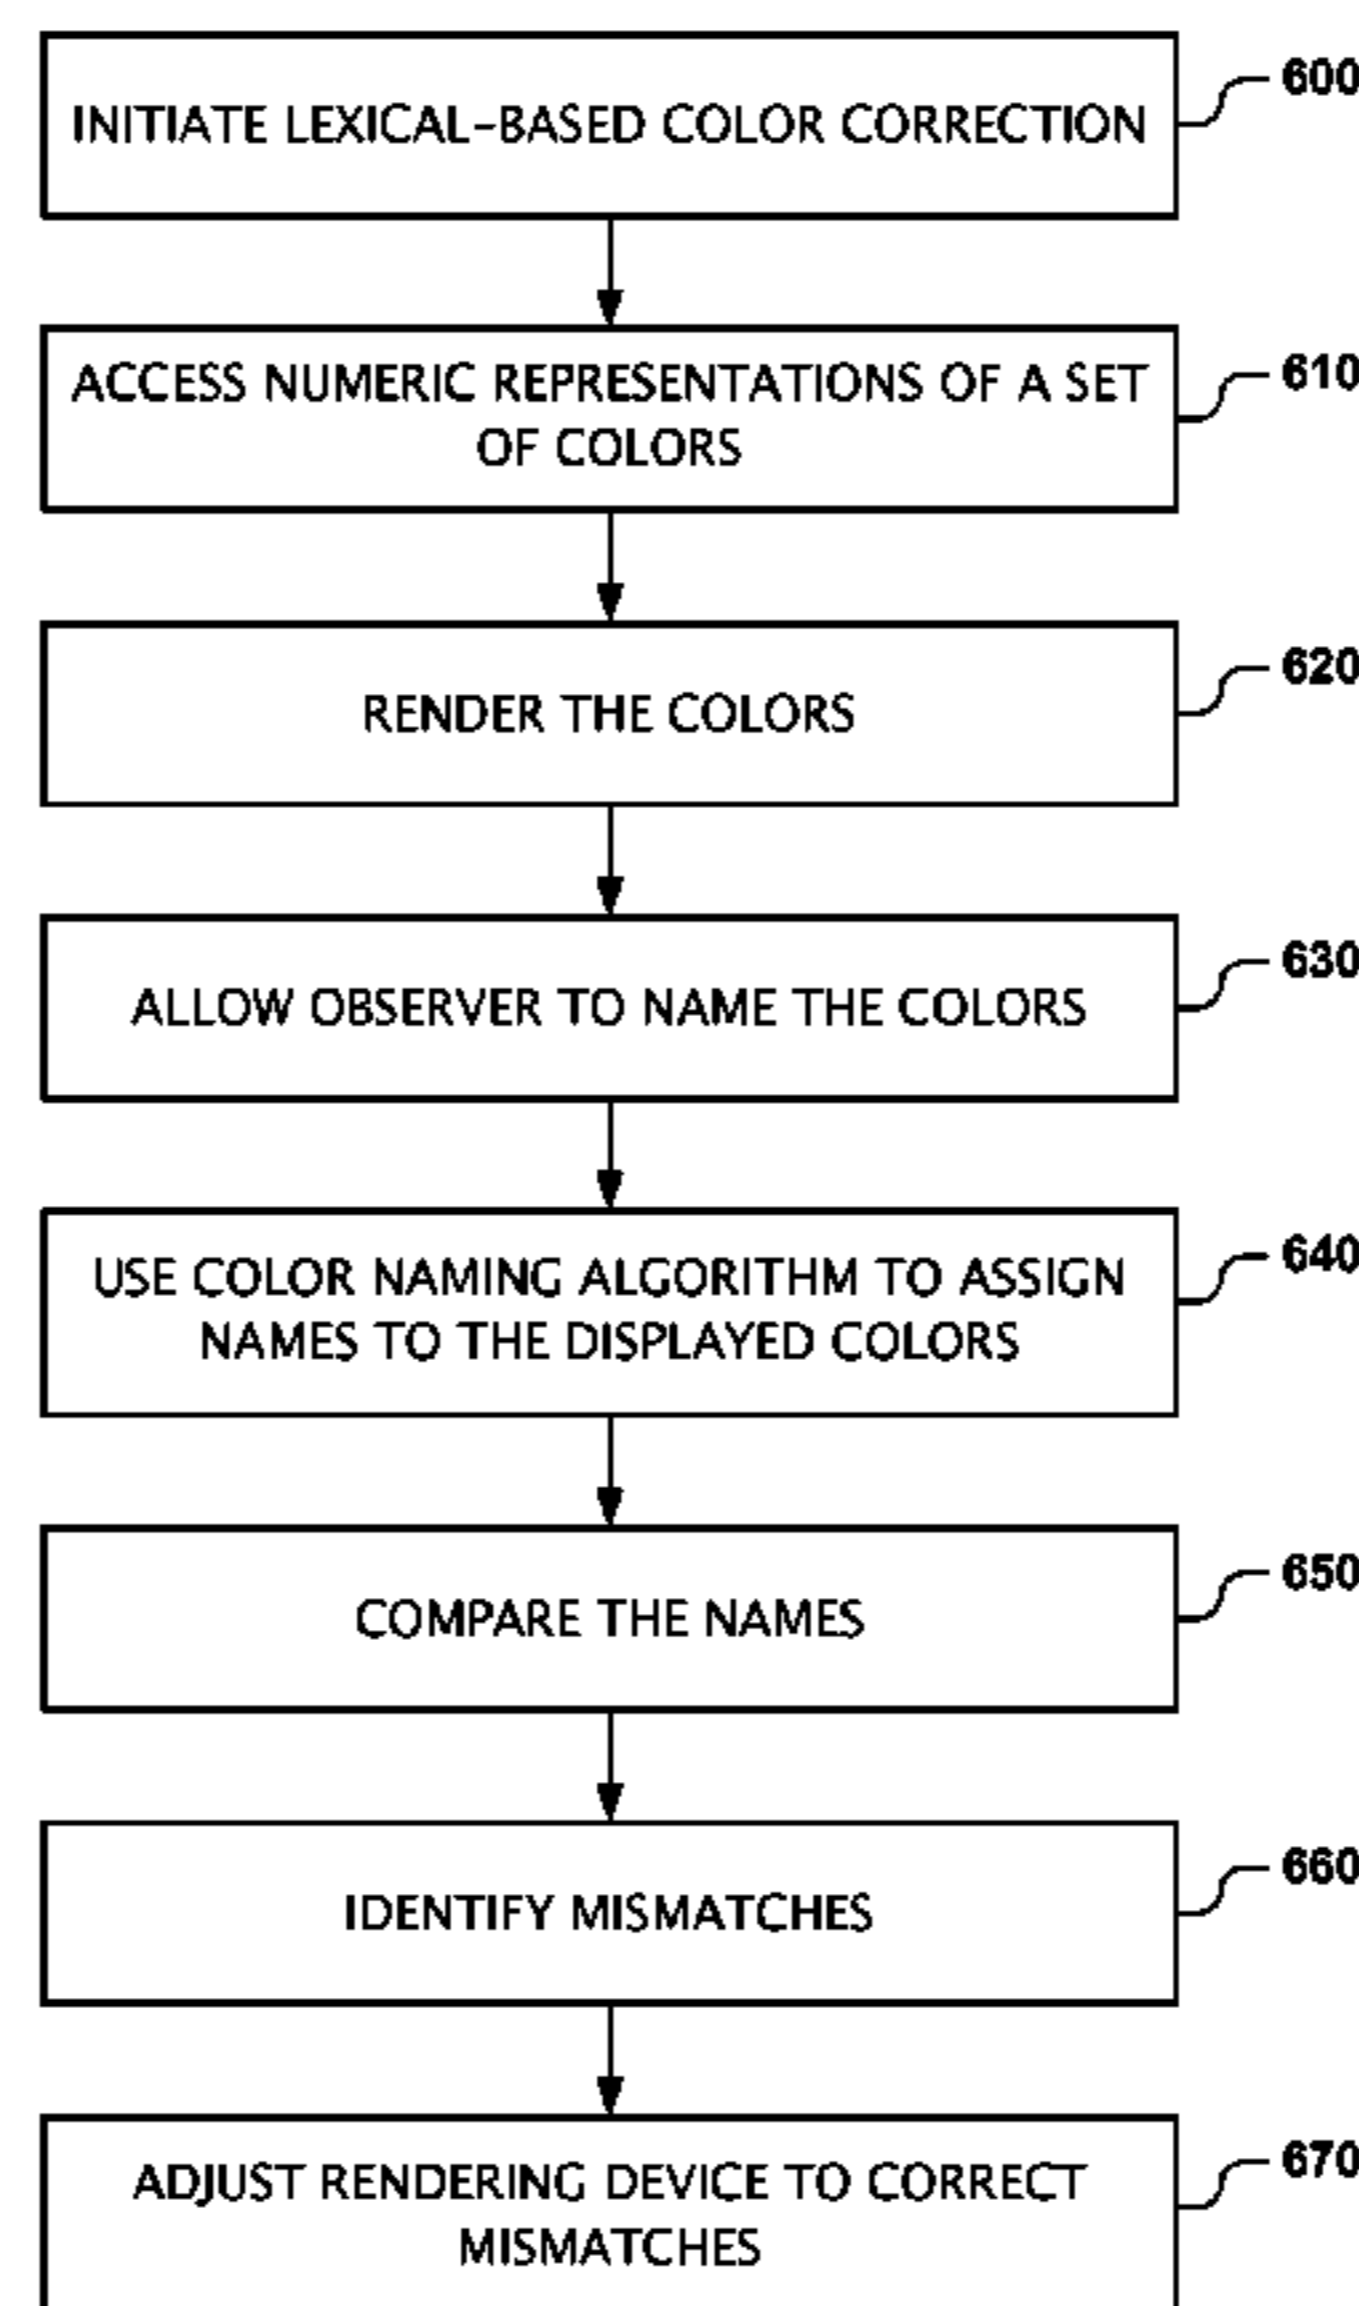 600
INITIATE LEXICAL-BASED COLOR CORRECTION
610
ACCESS NUMERIC REPRESENTATIONS OF A SET
OF COLORS
620
RENDER THE COLORS
630
ALLOW OBSERVER TO NAME THE COLORS
640
USE COLOR NAMING ALGORITHM TO ASSIGN
NAMES TO THE DISPLAYED COLORS
650
COMPARE THE NAMES
660
IDENTIFY MISMATCHES
670
ADJUST RENDERING DEVICE TO CORRECT
MISMATCHES